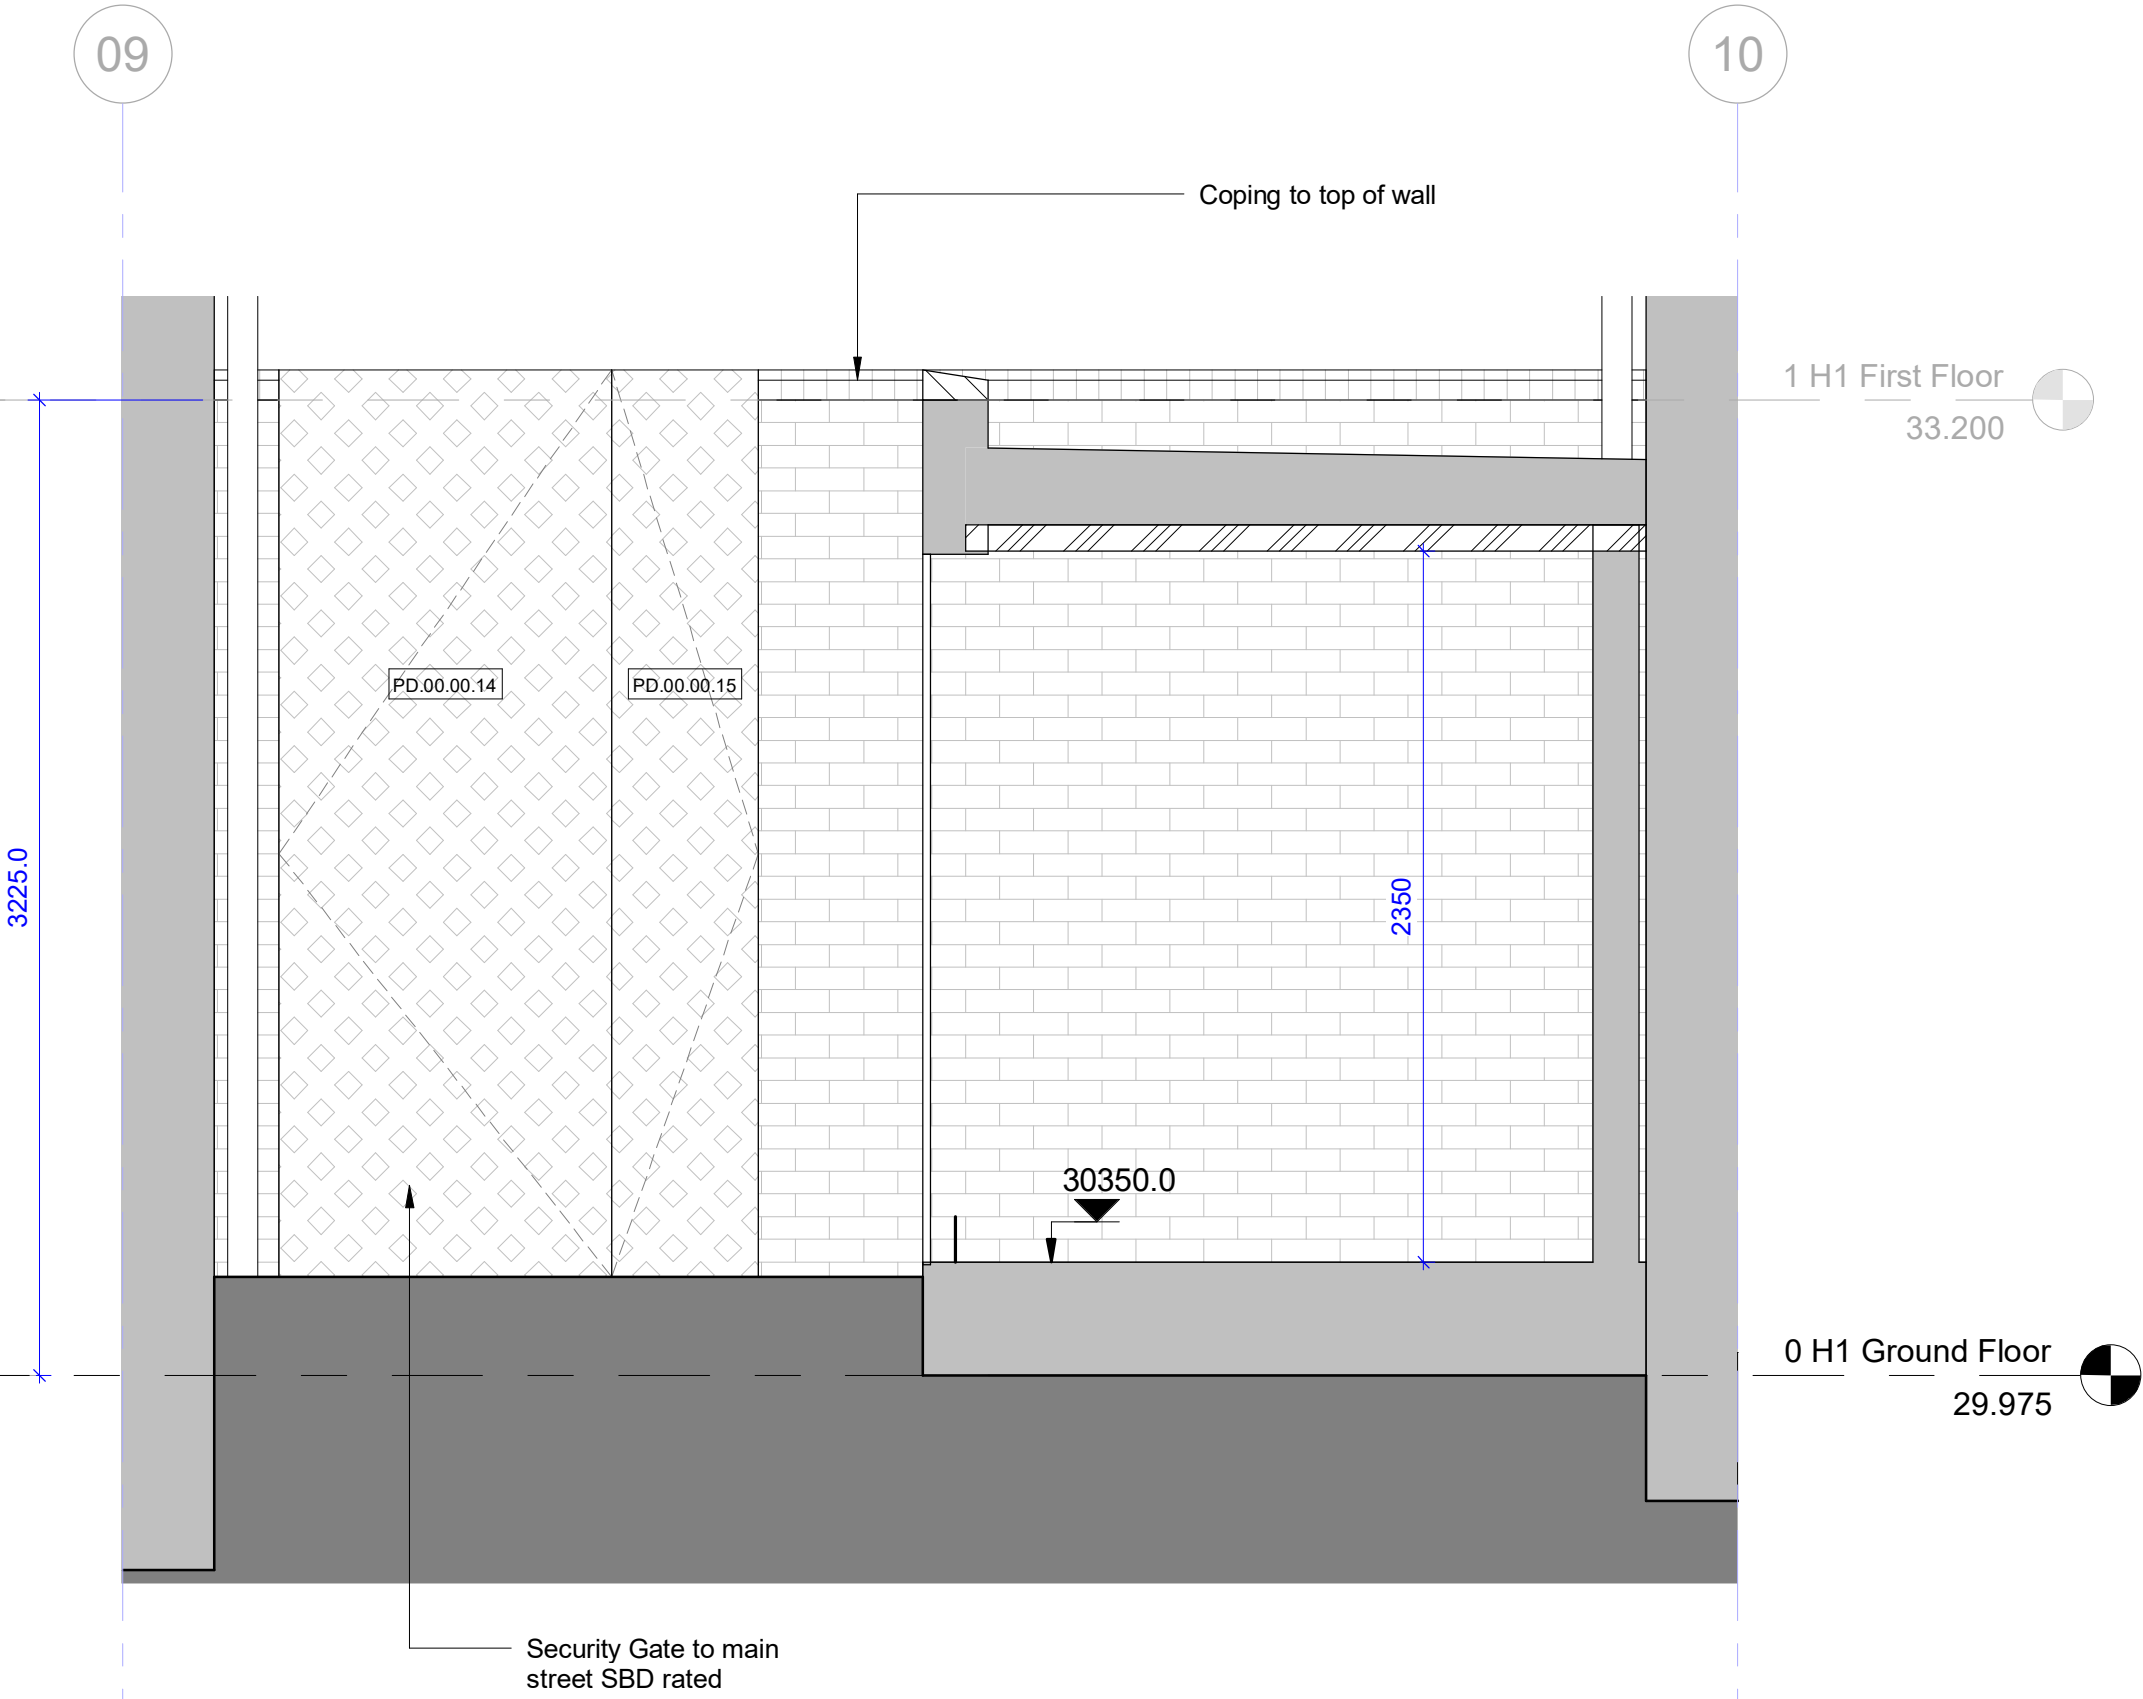 09
10
Coping to top of wall
1 H1 First Floor
33.200
PD.00.00.14
PD.00.00.15
3225.0
2350
30350.0
0 H1 Ground Floor
29.975
Security Gate to main
street SBD rated